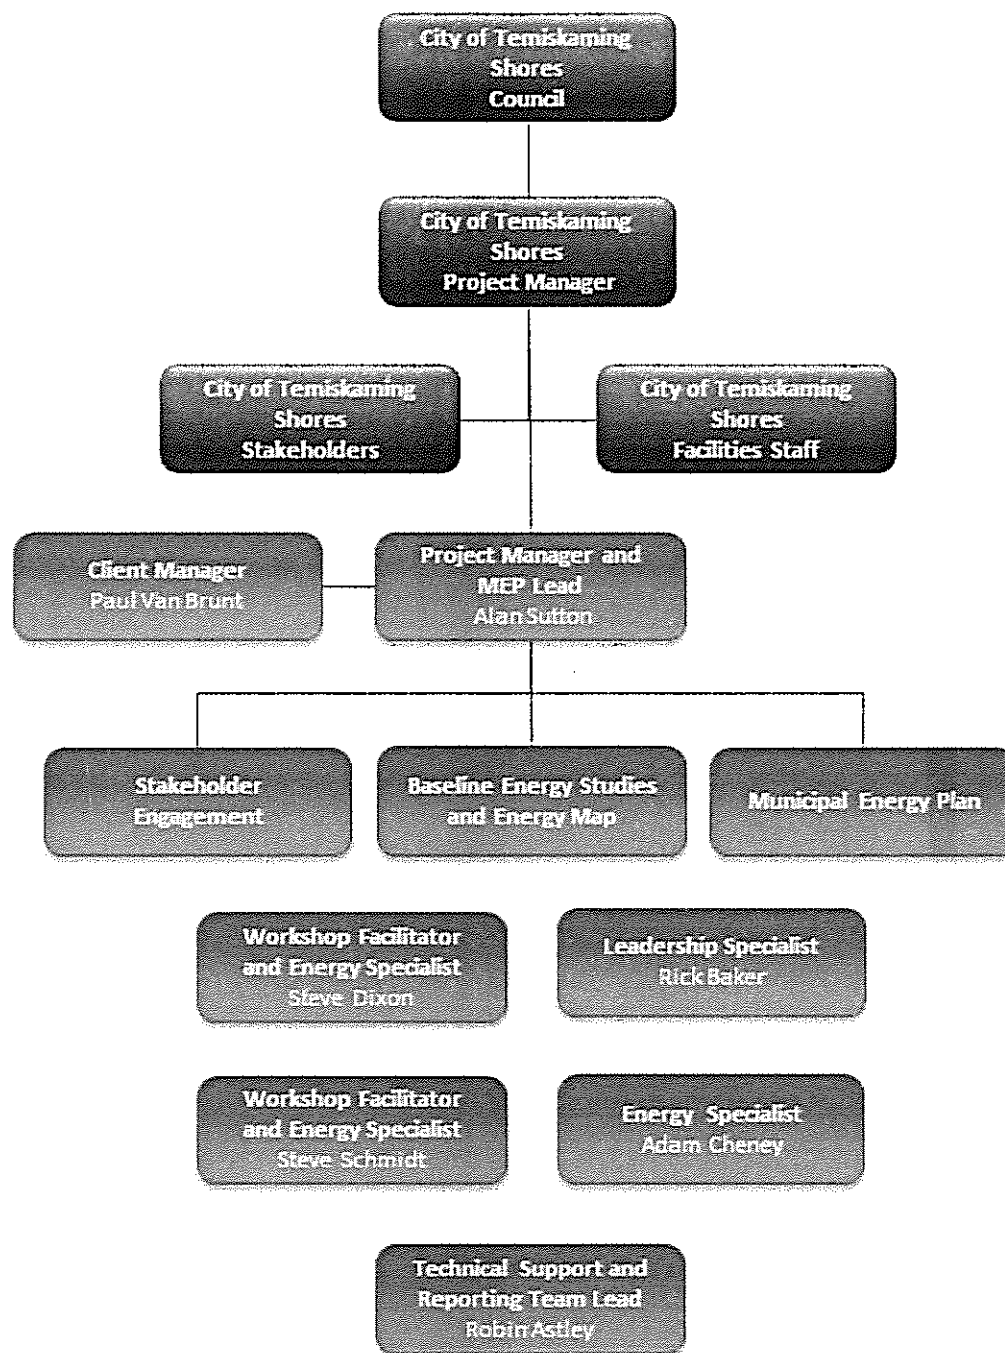 City of Temiskaming
Shores
Council
City of Temiskaming
Shores
Project Manager
City of Temiskaming
Shores
Stakeholders
City of Temiskaming
Shores
Facilities Staff
Client Manager
Paul Van Brunt
Project Manager and
MEP Lead
Alan Sutton
Stakeholder
Engagement
Baseline Energy Studies
and Energy Map
Municipal Energy Plan
Workshop Facilitator
and Energy Specialist
Steve Dixon
Leadership Specialist
Rick Baker
Workshop Facilitator
and Energy Specialist
Steve Schmidt
Energy Specialist
Adam Cheney
Technical Support and
Reporting Team Lead
Robin Astley